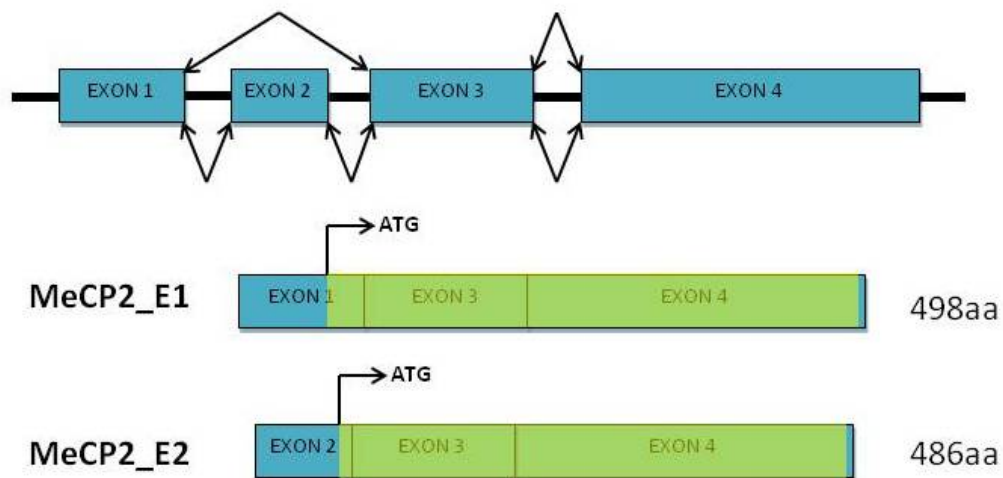 EXON 1 EXON 2 EXON 3 EXON 4
ATG
MeCP2_E1 EXON 1 EXON 3 EXON 4 498aa
ATG
MeCP2_E2 EXON 2 EXON 3 EXON 4 486aa